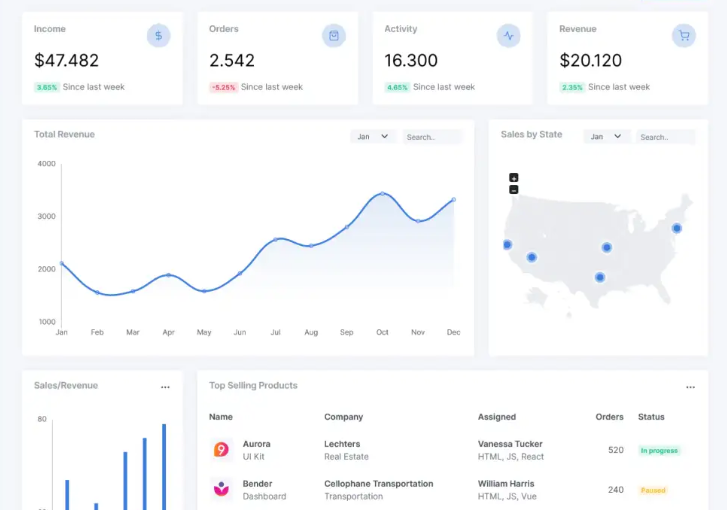 Income
$47.482
3.65% Since last week
Orders
2.542
-5.25% Since last week
Activity
16.300
4.65% Since last week
Revenue
$20.120
2.35% Since last week
Total Revenue
Jan
Search..
4000
3000
2000
1000
Jan Feb Mar Apr May Jun Jul Aug Sep Oct Nov Dec
Sales by State
Jan
Search..
+
−
Sales/Revenue
...
80
Top Selling Products
...
Name Company Assigned Orders Status
Aurora Lechters Vanessa Tucker 520 In progress
UI Kit Real Estate HTML, JS, React
Bender Cellophane Transportation William Harris 240 Paused
Dashboard Transportation HTML, JS, Vue